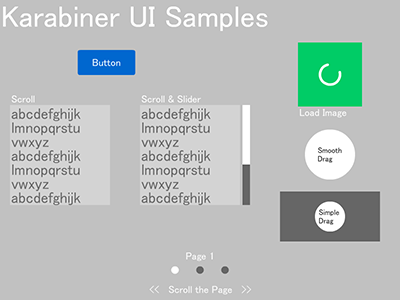 Karabiner UI Samples
Button
Scroll
abcdefghijk
lmnopqrstu
vwxyz
abcdefghijk
lmnopqrstu
vwxyz
abcdefghijk
Scroll & Slider
abcdefghijk
lmnopqrstu
vwxyz
abcdefghijk
lmnopqrstu
vwxyz
abcdefghijk
Load Image
Smooth
Drag
Simple
Drag
Page 1
<< Scroll the Page >>